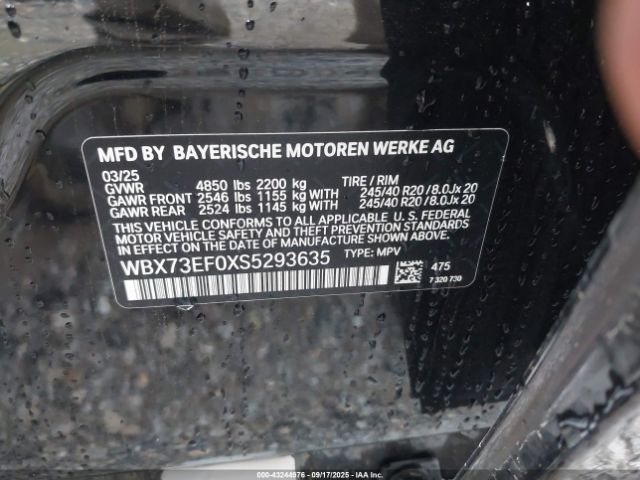 MFD BY BAYERISCHE MOTOREN WERKE AG
03/25
GVWR 4850 lbs 2200 kg TIRE / RIM
GAWR FRONT 2546 lbs 1155 kg WITH 245/40 R20 /8.0Jx 20
GAWR REAR 2524 lbs 1145 kg WITH 245/40 R20 /8.0Jx 20
THIS VEHICLE CONFORMS TO ALL APPLICABLE U.S. FEDERAL
MOTOR VEHICLE SAFETY AND THEFT PREVENTION STANDARDS
IN EFFECT ON THE DATE OF MANUFACTURE SHOWN ABOVE.
WBX73EF0XS5293635 TYPE: MPV
475
7 320 730
000-43244976 - 09/17/2025 - IAA Inc.